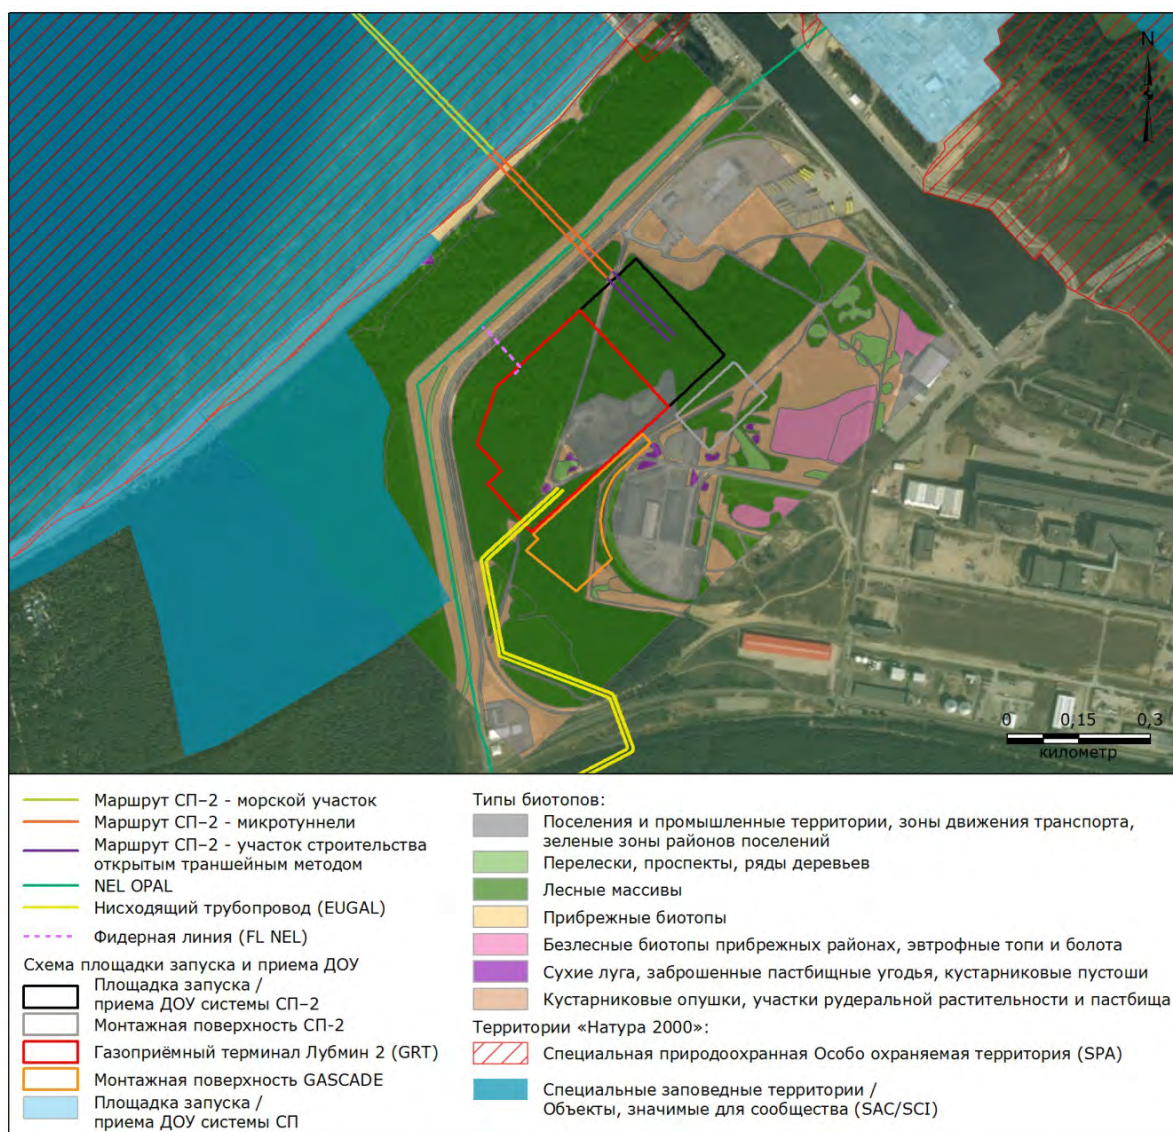 N
0 0,15 0,3
километр
Маршрут СП–2 - морской участок
Маршрут СП–2 - микротуннели
Маршрут СП–2 - участок строительства
открытым траншейным методом
NEL OPAL
Нисходящий трубопровод (EUGAL)
Фидерная линия (FL NEL)
Схема площадки запуска и приема ДОУ
Площадка запуска /
приема ДОУ системы СП–2
Монтажная поверхность СП-2
Газоприёмный терминал Лубмин 2 (GRT)
Монтажная поверхность GASCADE
Площадка запуска /
приема ДОУ системы СП
Типы биотопов:
Поселения и промышленные территории, зоны движения транспорта,
зеленые зоны районов поселений
Перелески, проспекты, ряды деревьев
Лесные массивы
Прибрежные биотопы
Безлесные биотопы прибрежных районах, эвтрофные топи и болота
Сухие луга, заброшенные пастбищные угодья, кустарниковые пустоши
Кустарниковые опушки, участки рудеральной растительности и пастбища
Территории «Натура 2000»:
Специальная природоохранная Особо охраняемая территория (SPA)
Специальные заповедные территории /
Объекты, значимые для сообщества (SAC/SCI)